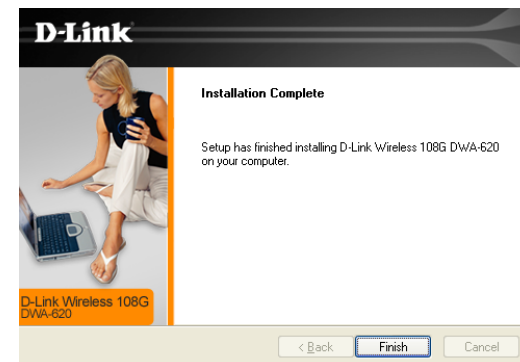 D-Link
Installation Complete
Setup has finished installing D-Link Wireless 108G DWA-620
on your computer.
D-Link Wireless 108G
DWA-620
< Back
Finish
Cancel